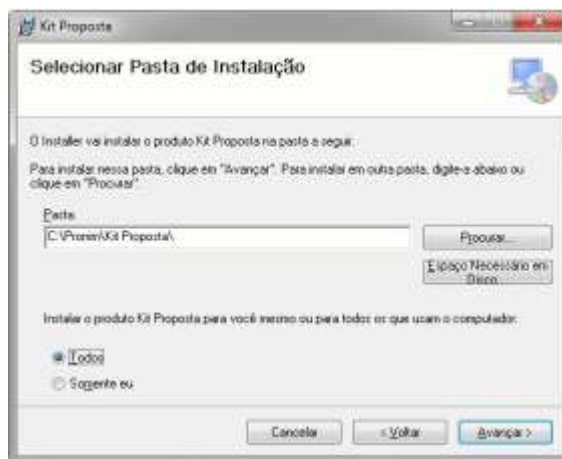 Kit Proposta
Selecionar Pasta de Instalação
O Installer vai instalar o produto Kit Proposta na pasta a seguir.
Para instalar nessa pasta, clique em "Avançar". Para instalar em outra pasta, digite-a abaixo ou
clique em "Procurar".
Pasta:
C:\Pronim\Kit Proposta\
Procurar...
Espaço Necessário em
Disco...
Instalar o produto Kit Proposta para você mesmo ou para todos os que usam o computador:
Todos
Somente eu
Cancelar
< Voltar
Avançar >